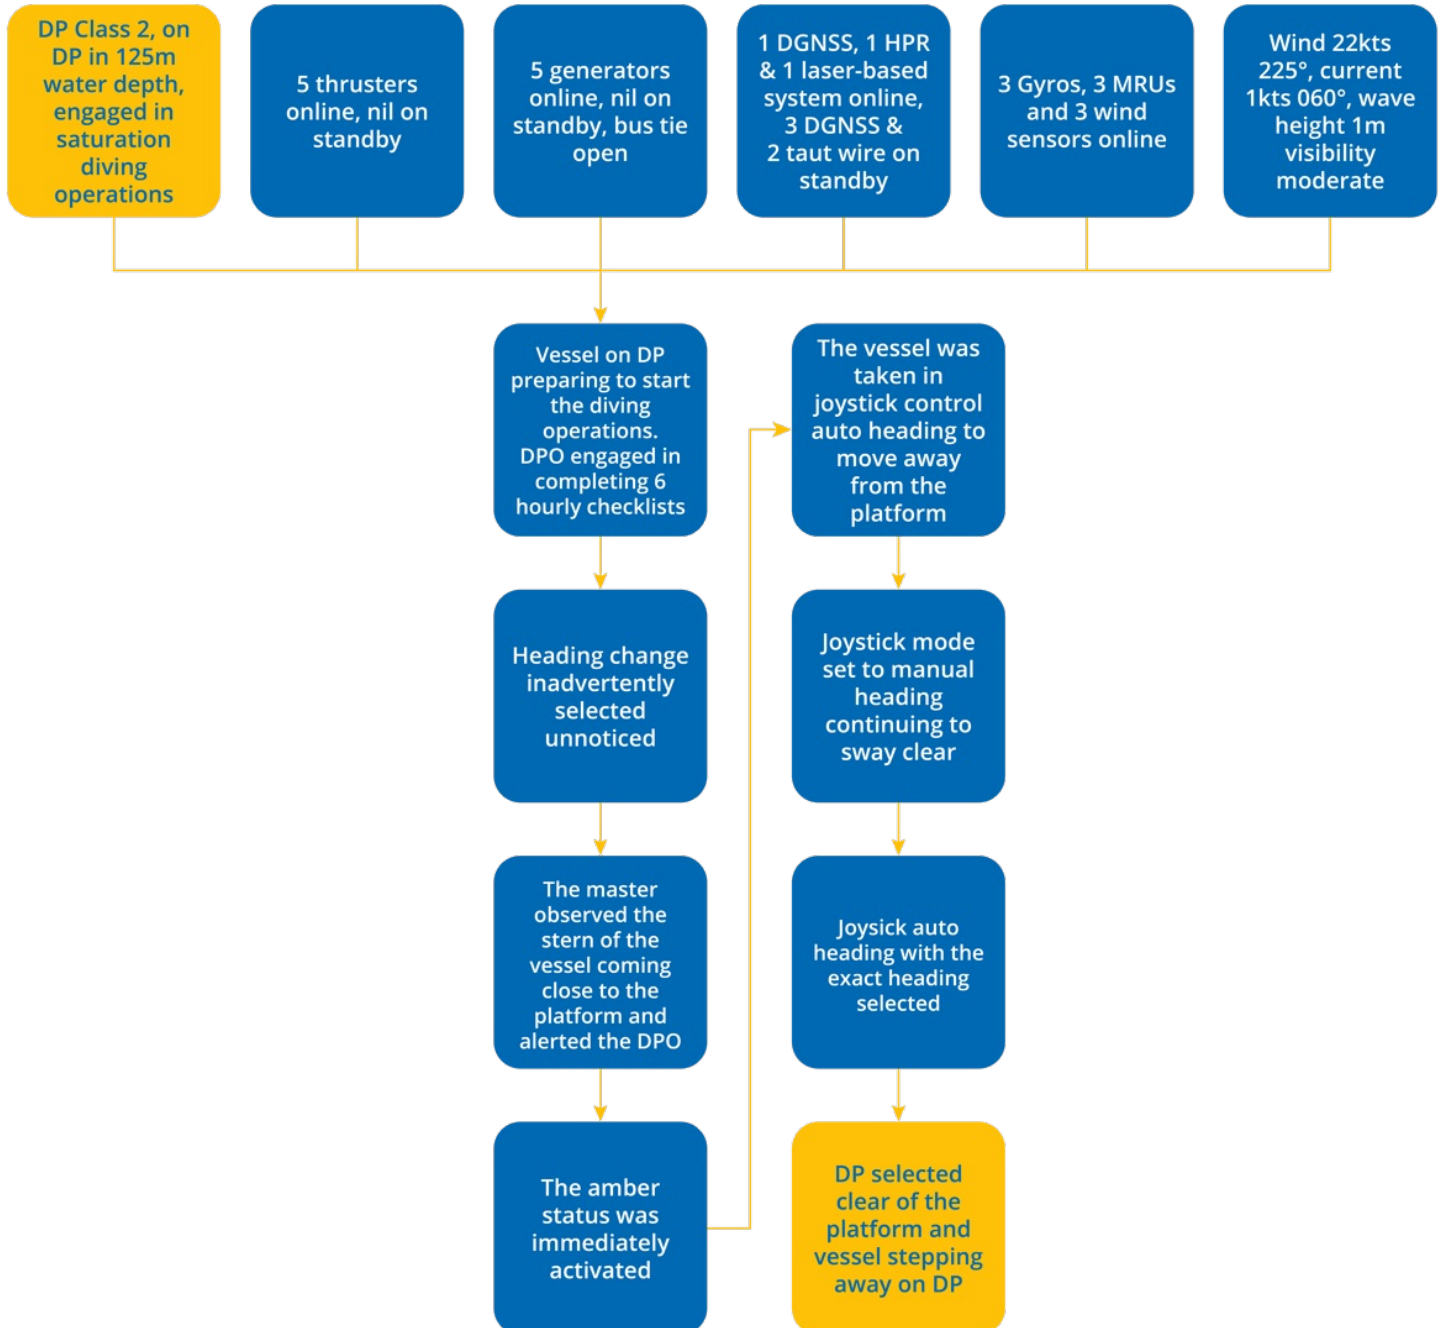 DP Class 2, on
DP in 125m
water depth,
engaged in
saturation
diving
operations
5 thrusters
online, nil on
standby
5 generators
online, nil on
standby, bus tie
open
1 DGNSS, 1 HPR
& 1 laser-based
system online,
3 DGNSS &
2 taut wire on
standby
3 Gyros, 3 MRUs
and 3 wind
sensors online
Wind 22kts
225°, current
1kts 060°, wave
height 1m
visibility
moderate
Vessel on DP
preparing to start
the diving
operations.
DPO engaged in
completing 6
hourly checklists
Heading change
inadvertently
selected
unnoticed
The master
observed the
stern of the
vessel coming
close to the
platform and
alerted the DPO
The amber
status was
immediately
activated
The vessel was
taken in
joystick control
auto heading to
move away
from the
platform
Joystick mode
set to manual
heading
continuing to
sway clear
Joysick auto
heading with the
exact heading
selected
DP selected
clear of the
platform and
vessel stepping
away on DP